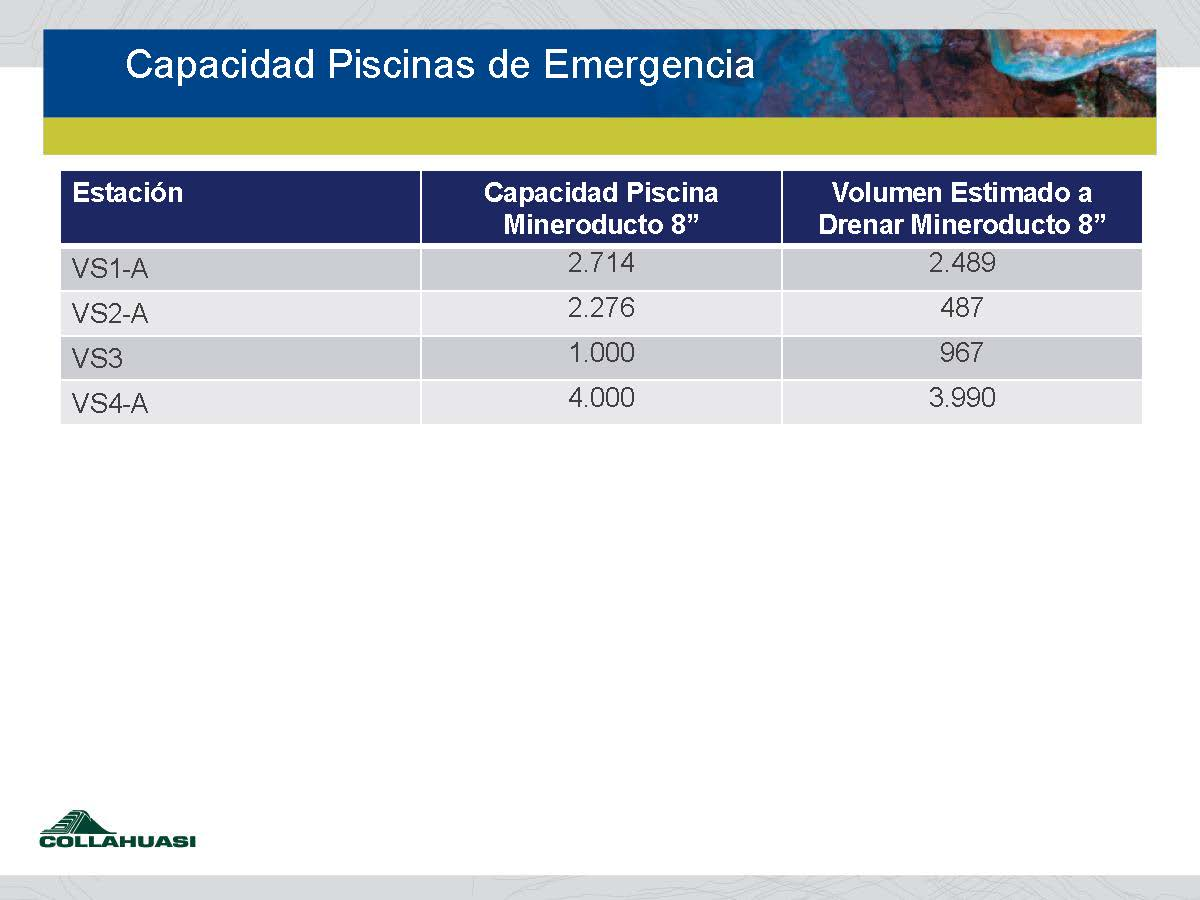 Capacidad Piscinas de Emergencia
Estación
Capacidad Piscina
Mineroducto 8”
Volumen Estimado a
Drenar Mineroducto 8”
VS1-A 2.714 2.489
VS2-A 2.276 487
VS3 1.000 967
VS4-A 4.000 3.990
COLLAHUASI